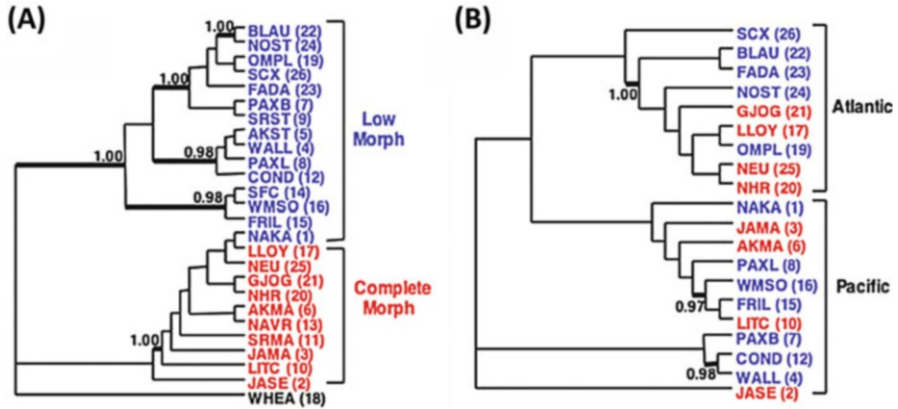 (A)
1.00
BLAU (22)
NOST (24)
OMPL (19)
SCX (26)
1.00
FADA (23)
PAXB (7)
SRST (9)
AKST (5)
WALL (4)
1.00
0.98
PAXL (8)
COND (12)
SFC (14)
0.98
WMSO (16)
FRIL (15)
NAKA (1)
LLOY (17)
NEU (25)
GJOG (21)
NHR (20)
AKMA (6)
NAVR (13)
1.00
SRMA (11)
JAMA (3)
LITC (10)
JASE (2)
WHEA (18)
Low
Morph
Complete
Morph
(B)
SCX (26)
BLAU (22)
FADA (23)
1.00
NOST (24)
GJOG (21)
LLOY (17)
OMPL (19)
NEU (25)
NHR (20)
NAKA (1)
JAMA (3)
AKMA (6)
PAXL (8)
WMSO (16)
0.97
FRIL (15)
LITC (10)
PAXB (7)
COND (12)
0.98
WALL (4)
JASE (2)
Atlantic
Pacific